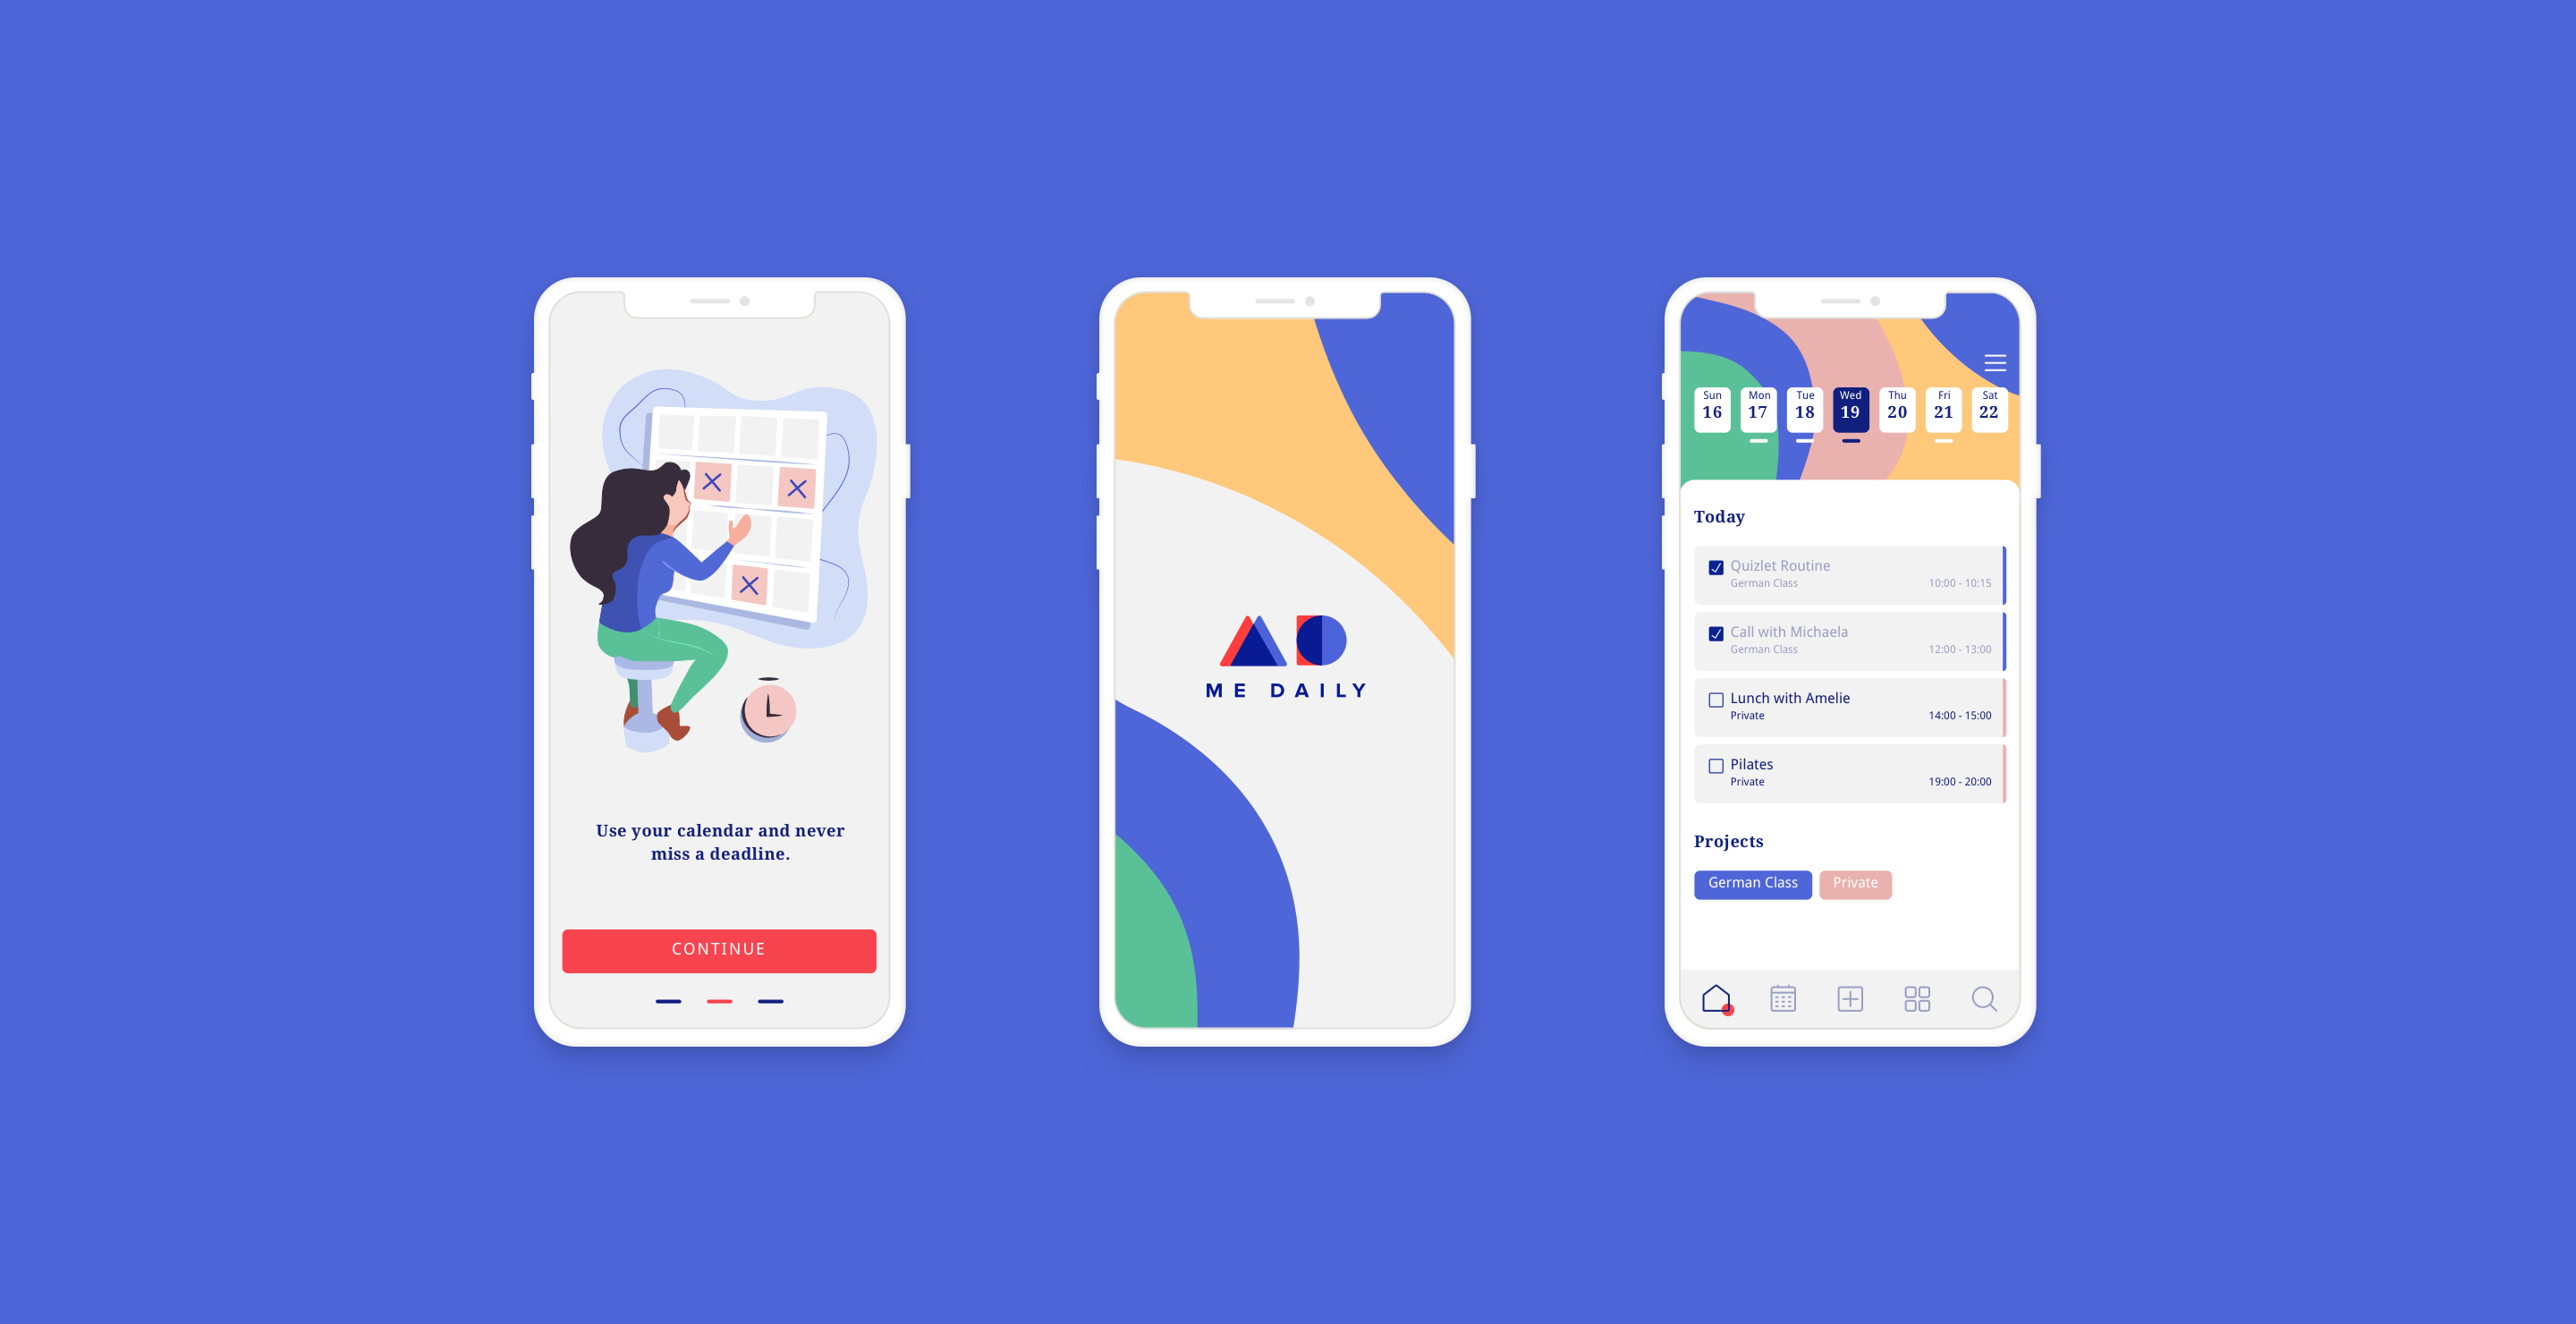 Use your calendar and never
miss a deadline.
CONTINUE
ME DAILY
Sun Mon Tue Wed Thu Fri Sat
16 17 18 19 20 21 22
Today
Quizlet Routine
German Class 10:00 - 10:15
Call with Michaela
German Class 12:00 - 13:00
Lunch with Amelie
Private 14:00 - 15:00
Pilates
Private 19:00 - 20:00
Projects
German Class Private